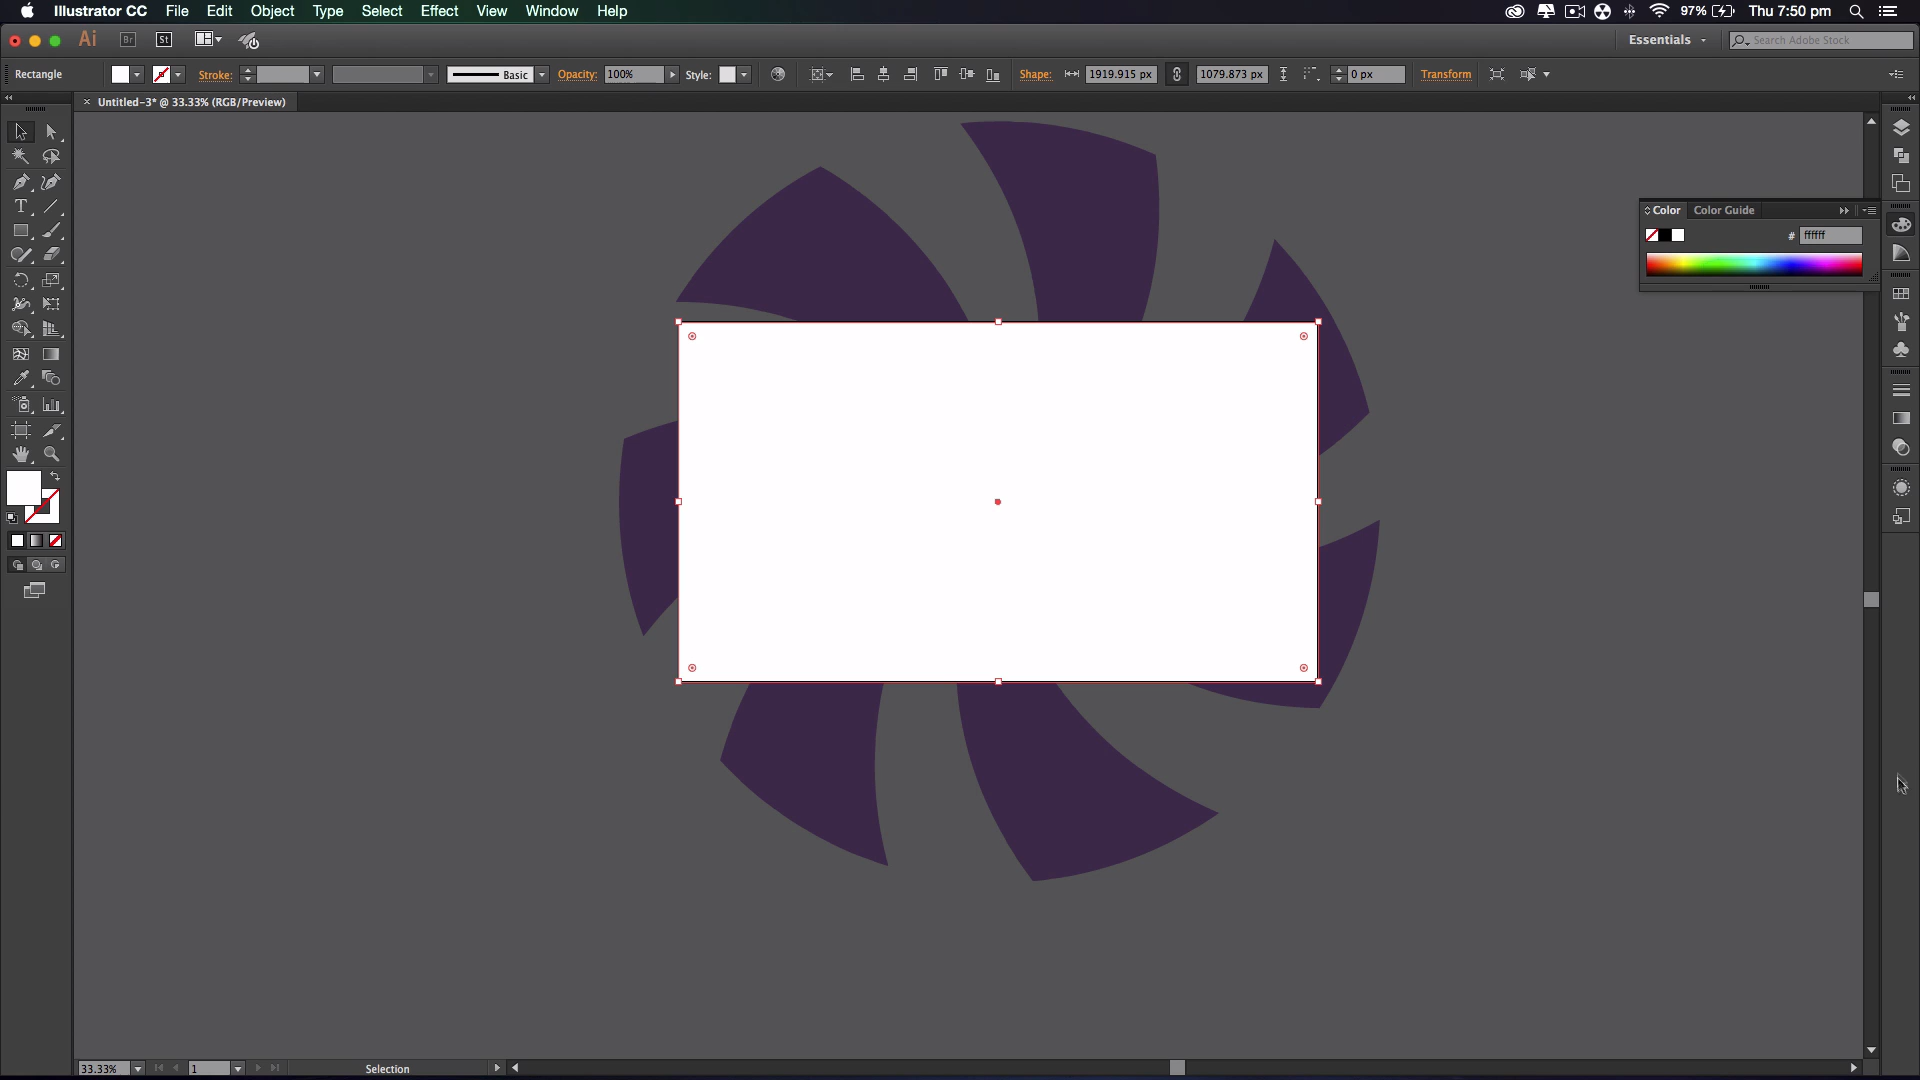 Illustrator CC File Edit Object Type Select Effect View Window Help 97% Thu 7:50 pm
Ai Br St Essentials Search Adobe Stock
Rectangle Stroke: Basic Opacity: 100% Style: Shape: 1919.915 px 1079.873 px 0 px Transform
Untitled-3* @ 33.33% (RGB/Preview)
Color Color Guide
# ffffff
T
33.33% 1 Selection